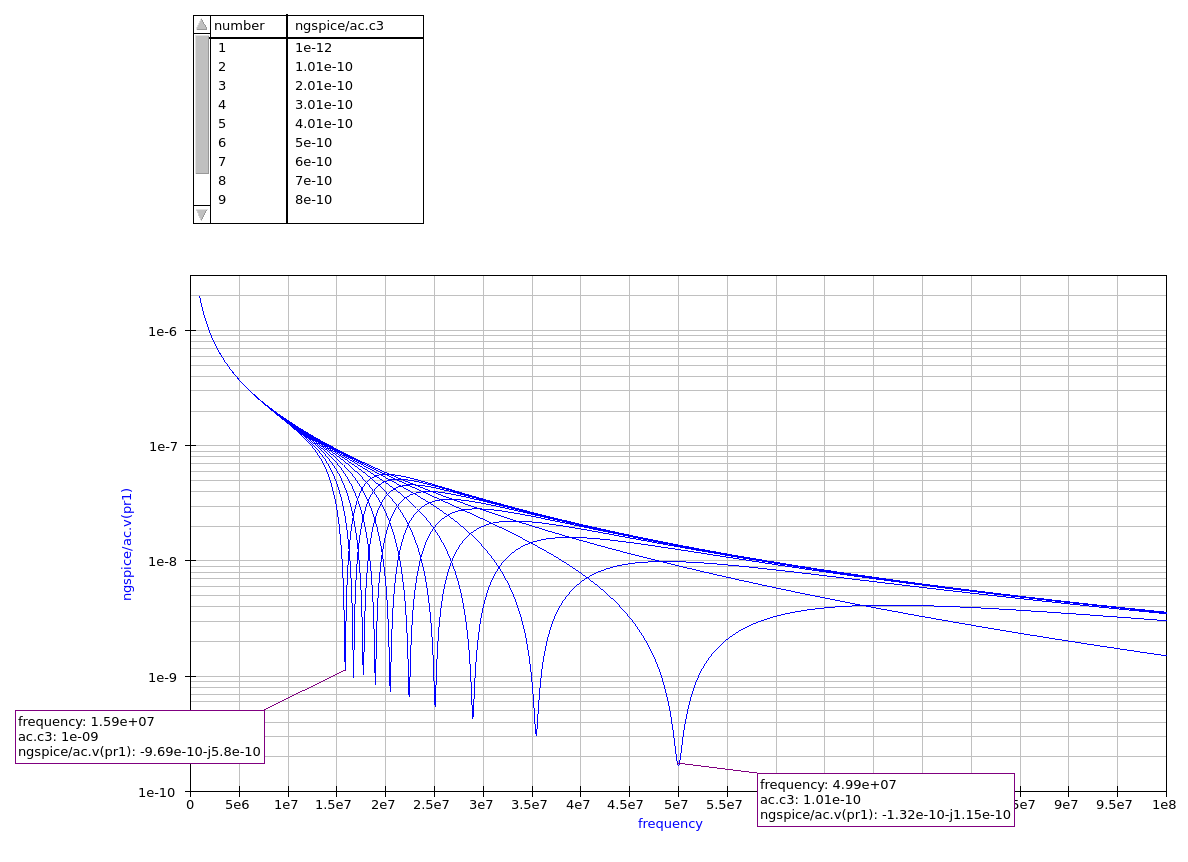 number ngspice/ac.c3
1 1e-12
2 1.01e-10
3 2.01e-10
4 3.01e-10
5 4.01e-10
6 5e-10
7 6e-10
8 7e-10
9 8e-10
1e-6
1e-7
1e-8
1e-9
1e-10
ngspice/ac.v(pr1)
frequency: 1.59e+07
ac.c3: 1e-09
ngspice/ac.v(pr1): -9.69e-10-j5.8e-10
frequency: 4.99e+07
ac.c3: 1.01e-10
ngspice/ac.v(pr1): -1.32e-10-j1.15e-10
0 5e6 1e7 1.5e7 2e7 2.5e7 3e7 3.5e7 4e7 4.5e7 5e7 5.5e7 5e7 9e7 9.5e7 1e8
frequency